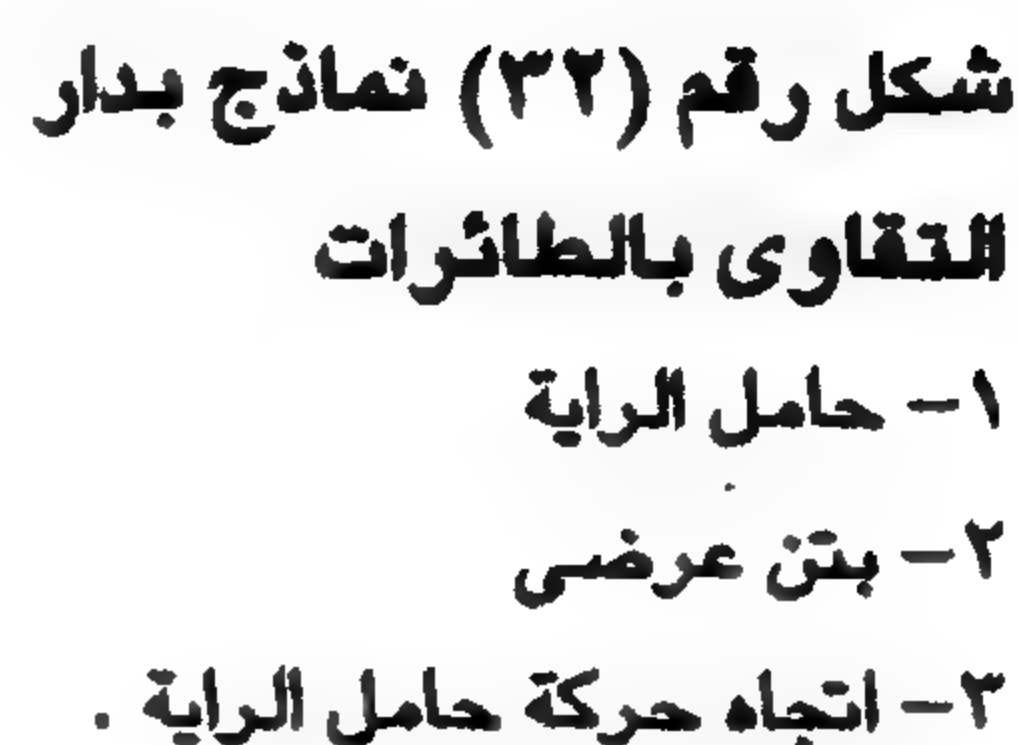 شكل رقم (٣٢) نماذج بدار
التقاوى بالطائرات
١- حامل الراية
٢- بتن عرضى
٣- اتجاه حركة حامل الراية .